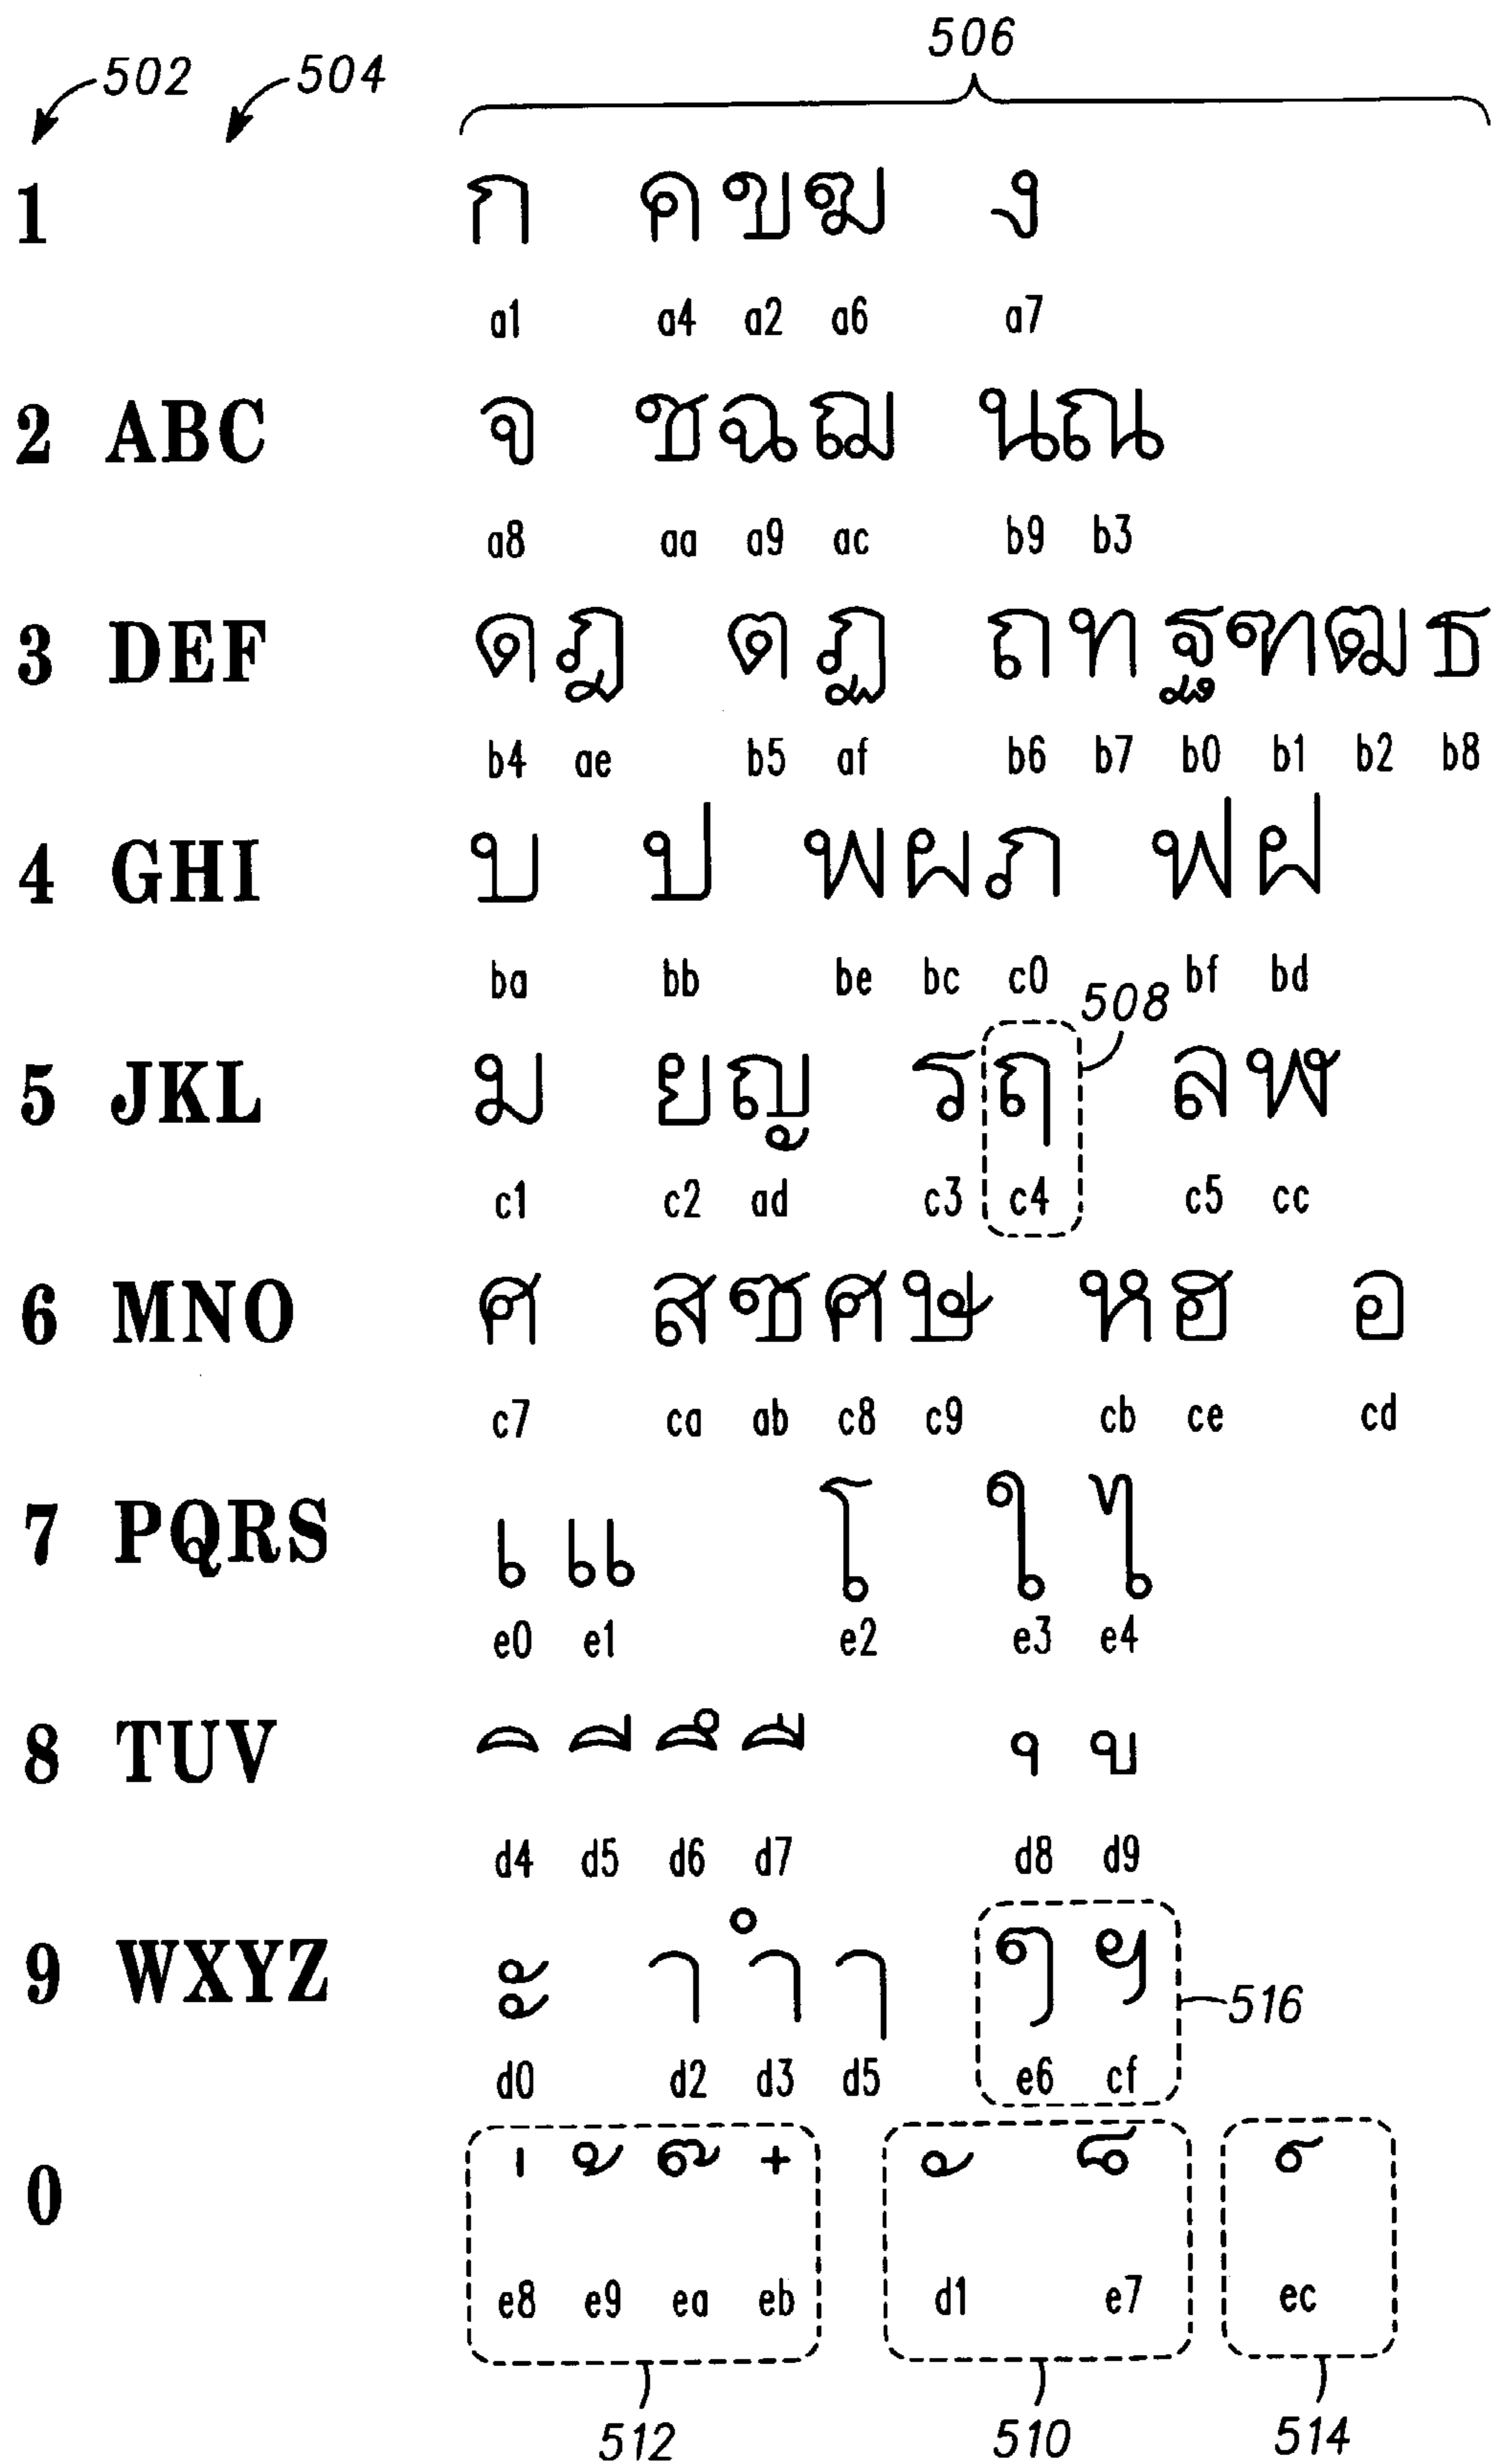 506
502 504
1 ก ค ข ฆ ง
a1 a4 a2 a6 a7
2 ABC จ ช ฉ ฌ น ณ
a8 aa a9 ac b9 b3
3 DEF ด ฎ ต ฏ ถ ท ฐ ฑ ฒ ธ
b4 ae b5 af b6 b7 b0 b1 b2 b8
4 GHI บ ป พ ผ ภ ฟ ฝ
ba bb be bc c0 bf bd
508
5 JKL ม ย ญ ร ฤ ล ฬ
c1 c2 ad c3 c4 c5 cc
6 MNO ศ ส ซ ศ ษ ห ฮ อ
c7 ca ab c8 c9 cb ce cd
7 PQRS เ แ โ ใ ไ
e0 e1 e2 e3 e4
8 TUV ิ ี ึ ื ุ ู
d4 d5 d6 d7 d8 d9
9 WXYZ ะ า ำ ๅ ๆ ฯ
516
d0 d2 d3 d5 e6 cf
0 ่ ้ ๊ ๋ ั ็ ์
e8 e9 ea eb d1 e7 ec
512 510 514